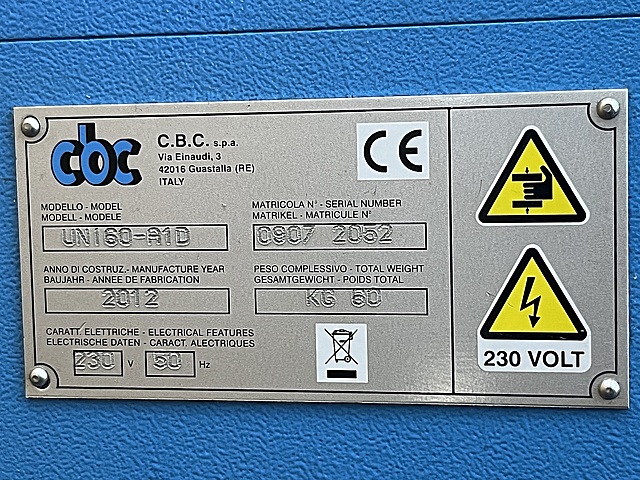 cbc
C.B.C. s.p.a.
Via Einaudi, 3
42016 Guastalla (RE)
ITALY
CE
MODELLO - MODEL
MODELL - MODELE
UNI60-A1D
MATRICOLA N° - SERIAL NUMBER
MATRIKEL - MATRICULE N°
0907 2052
ANNO DI COSTRUZ.- MANUFACTURE YEAR
BAUJAHR - ANNEE DE FABRICATION
2012
PESO COMPLESSIVO - TOTAL WEIGHT
GESAMTGEWICHT - POIDS TOTAL
KG 60
CARATT. ELETTRICHE - ELECTRICAL FEATURES
ELECTRISCHE DATEN - CARACT. ALECTRIQUES
230 V 50 Hz
230 VOLT